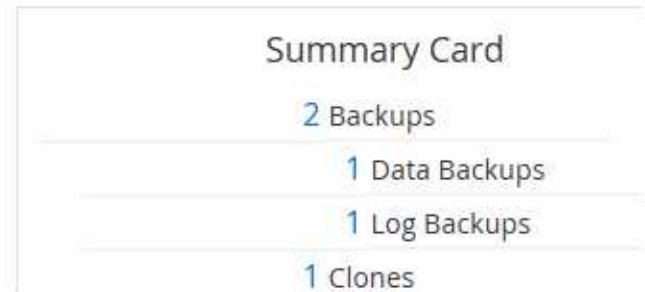 Summary Card
2 Backups
1 Data Backups
1 Log Backups
1 Clones